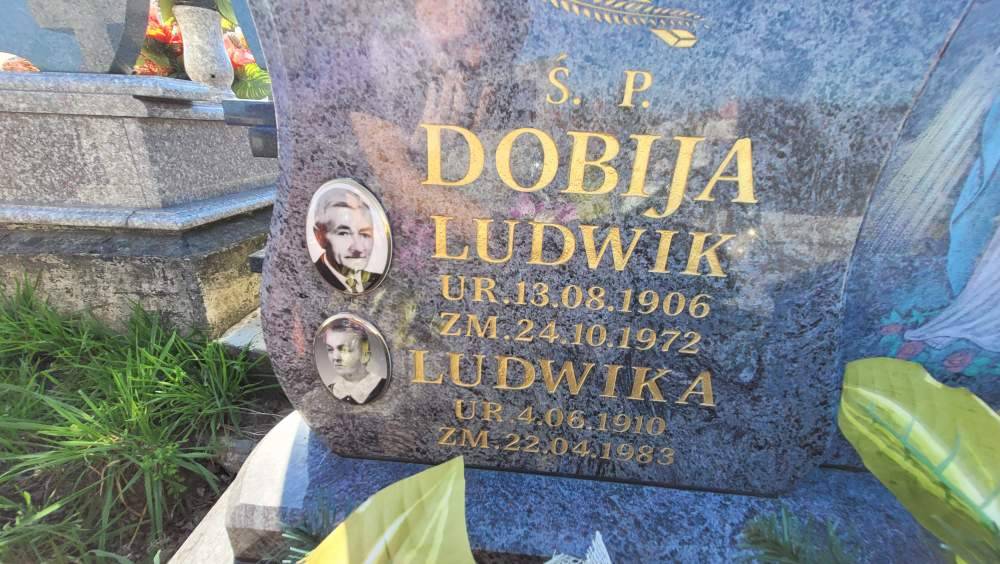 Ś. P.
DOBIJA
LUDWIK
UR.13.08.1906
ZM.24.10.1972
LUDWIKA
UR.4.06.1910
ZM.22.04.1983